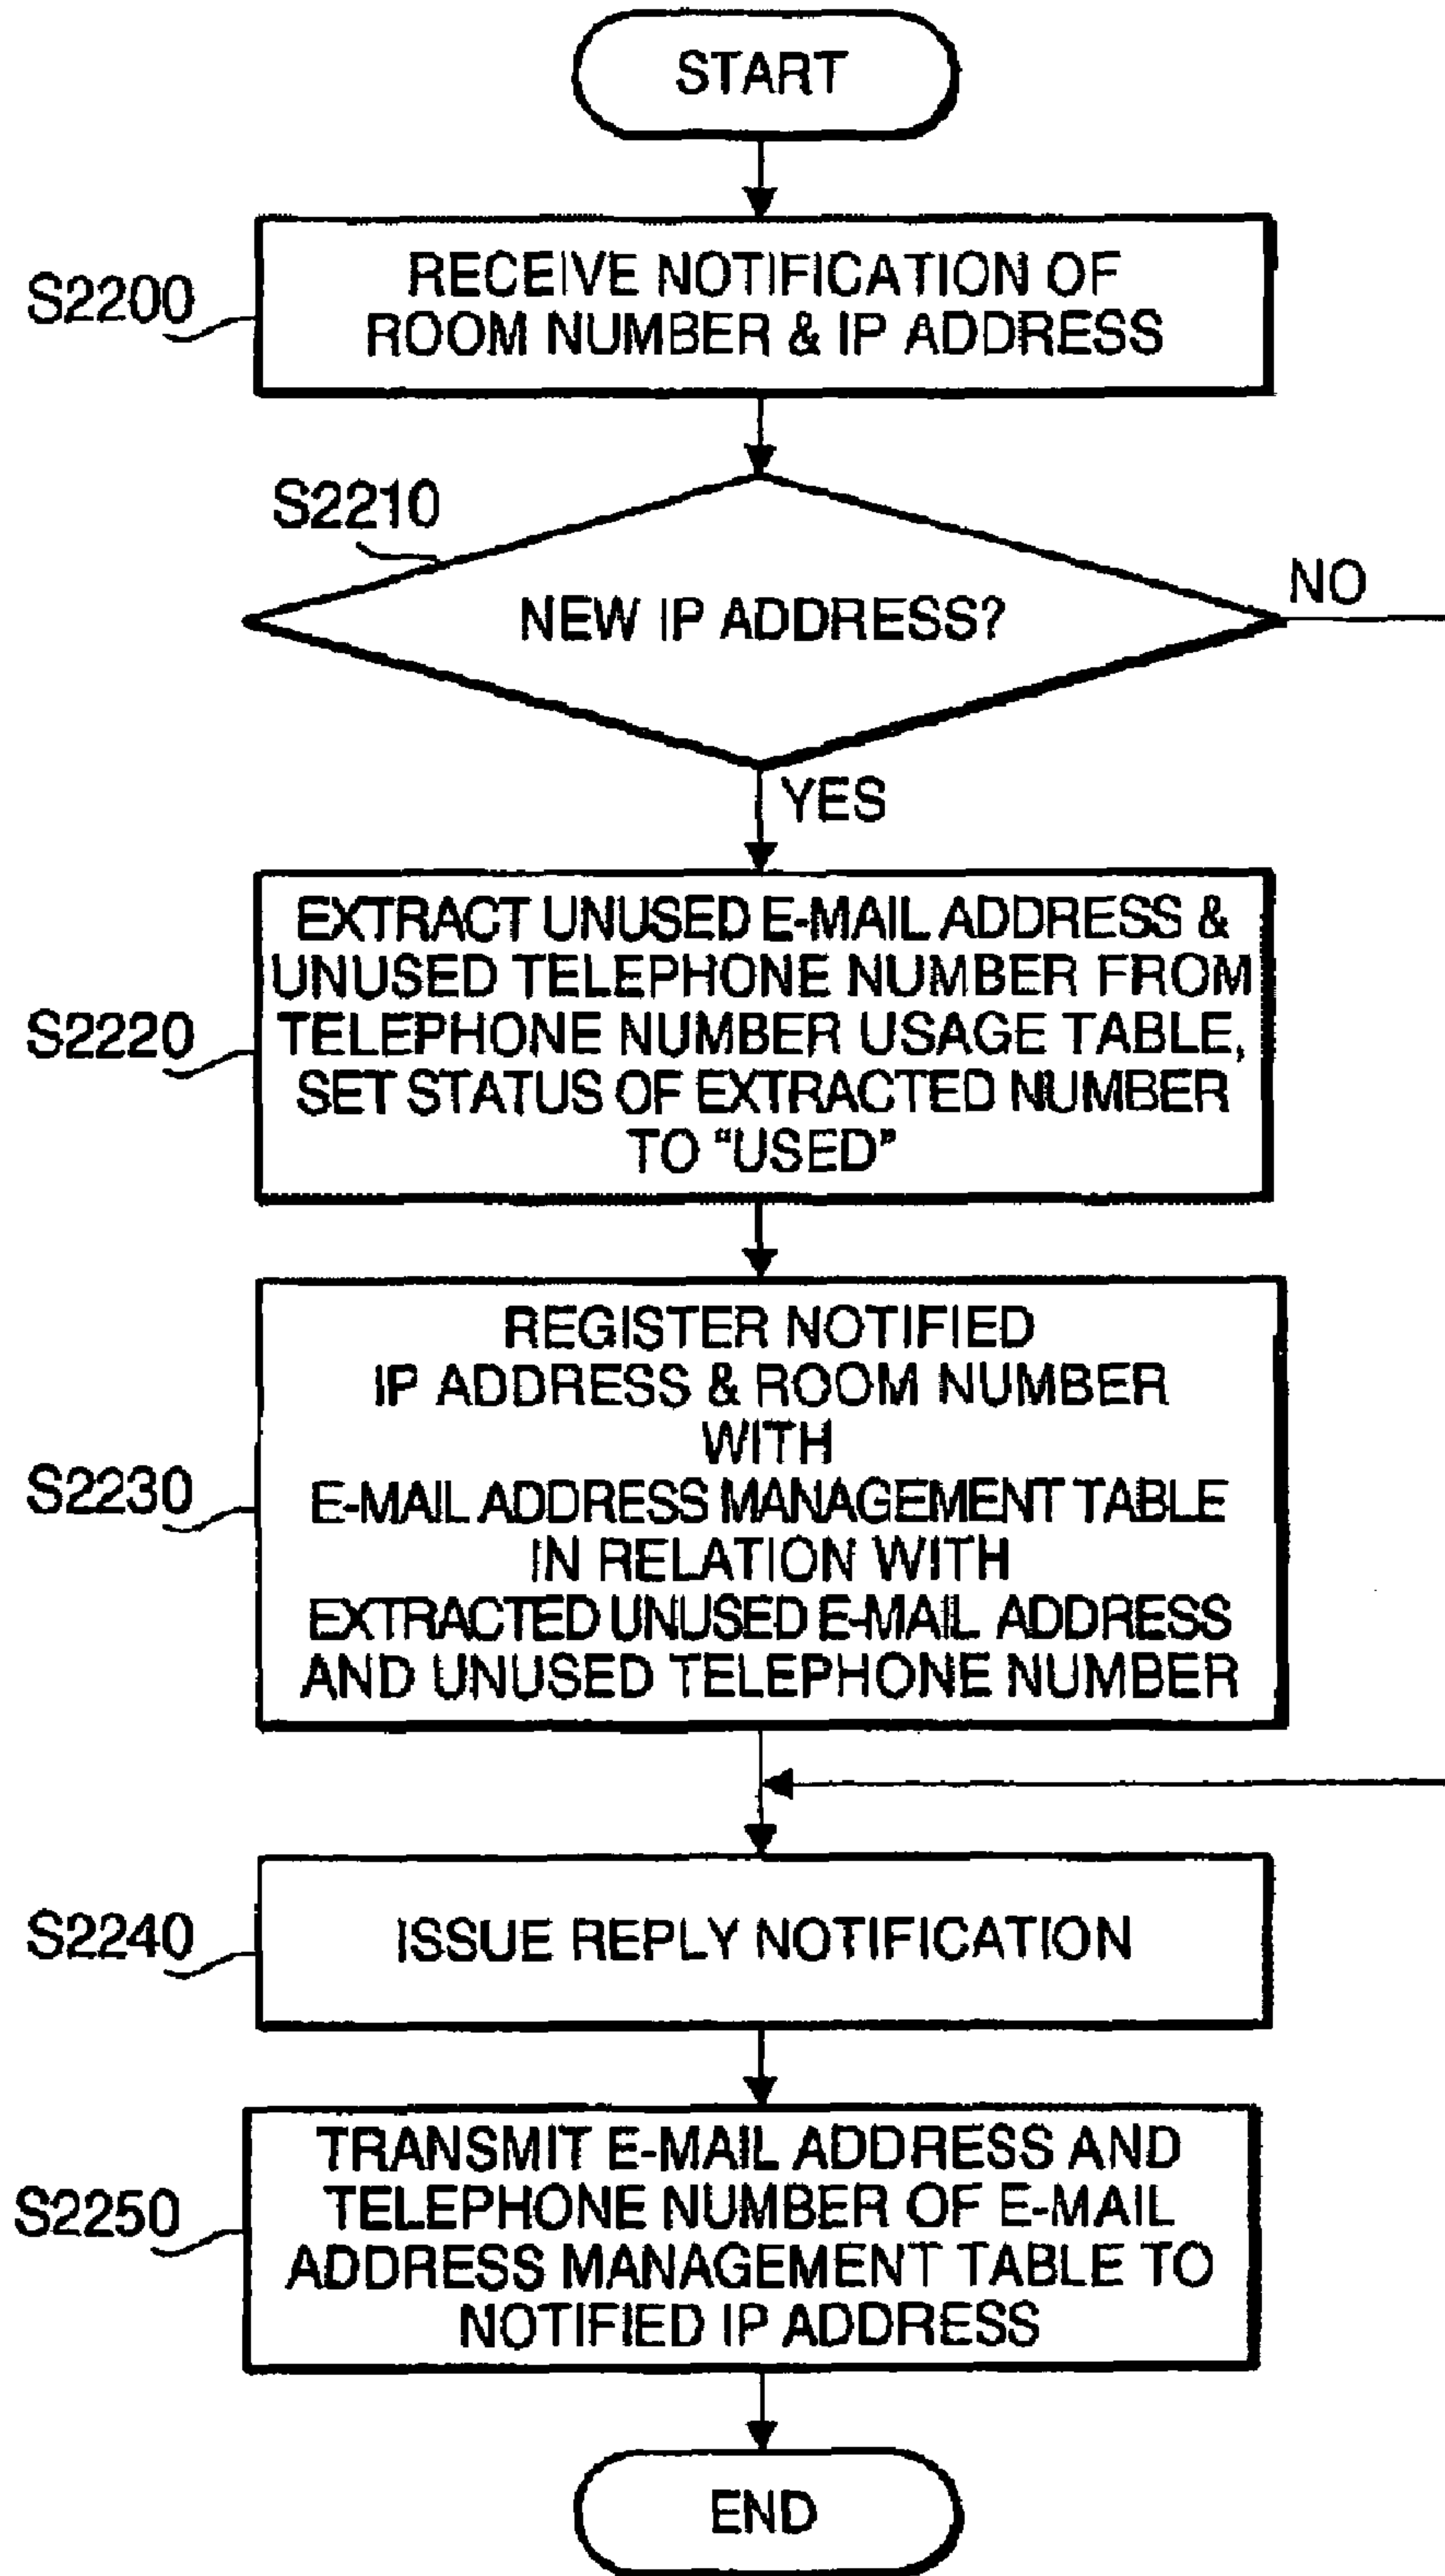 START
S2200
RECEIVE NOTIFICATION OF
ROOM NUMBER & IP ADDRESS
S2210
NEW IP ADDRESS?
NO
YES
S2220
EXTRACT UNUSED E-MAIL ADDRESS &
UNUSED TELEPHONE NUMBER FROM
TELEPHONE NUMBER USAGE TABLE,
SET STATUS OF EXTRACTED NUMBER
TO “USED”
S2230
REGISTER NOTIFIED
IP ADDRESS & ROOM NUMBER
WITH
E-MAIL ADDRESS MANAGEMENT TABLE
IN RELATION WITH
EXTRACTED UNUSED E-MAIL ADDRESS
AND UNUSED TELEPHONE NUMBER
S2240
ISSUE REPLY NOTIFICATION
S2250
TRANSMIT E-MAIL ADDRESS AND
TELEPHONE NUMBER OF E-MAIL
ADDRESS MANAGEMENT TABLE TO
NOTIFIED IP ADDRESS
END